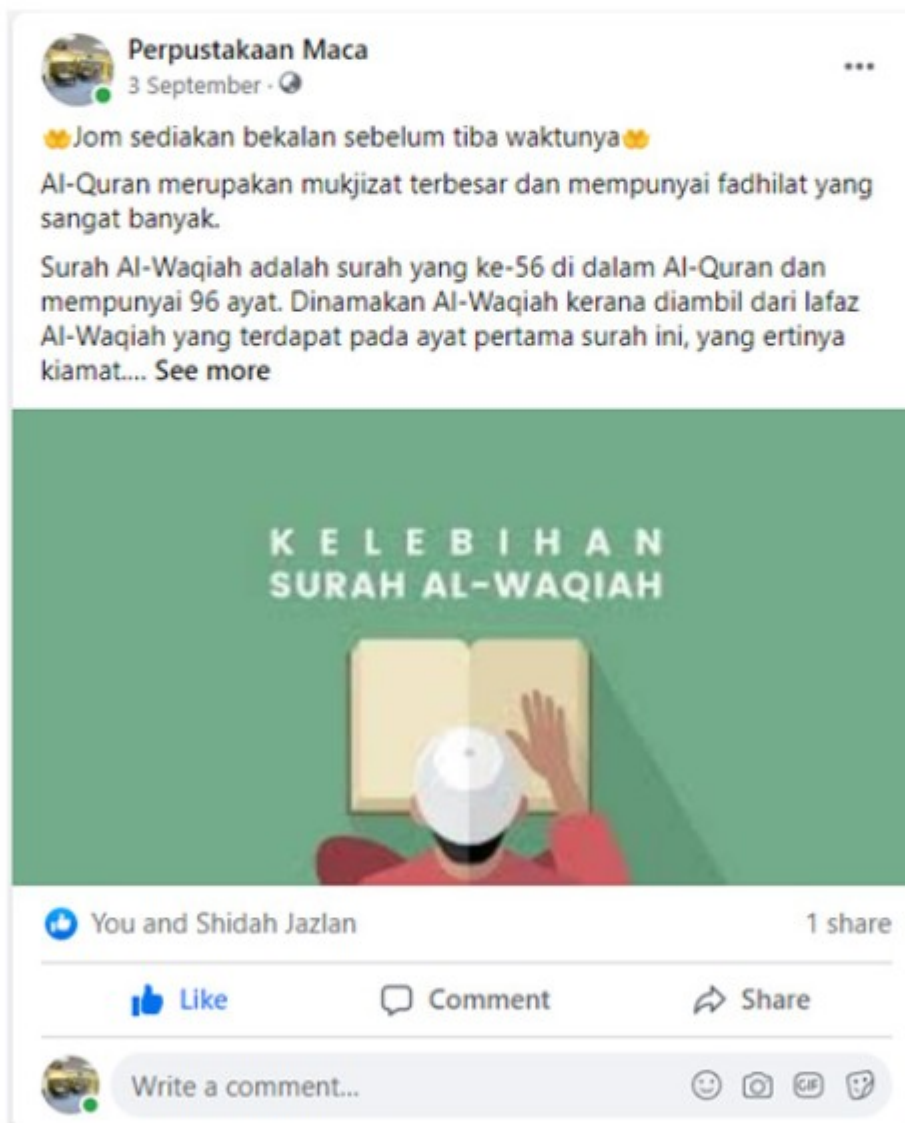 Perpustakaan Maca
3 September ·
🤲Jom sediakan bekalan sebelum tiba waktunya🤲
Al-Quran merupakan mukjizat terbesar dan mempunyai fadhilat yang
sangat banyak.
Surah Al-Waqiah adalah surah yang ke-56 di dalam Al-Quran dan
mempunyai 96 ayat. Dinamakan Al-Waqiah kerana diambil dari lafaz
Al-Waqiah yang terdapat pada ayat pertama surah ini, yang ertinya
kiamat.... See more
KELEBIHAN
SURAH AL-WAQIAH
You and Shidah Jazlan
1 share
Like
Comment
Share
Write a comment...
GIF